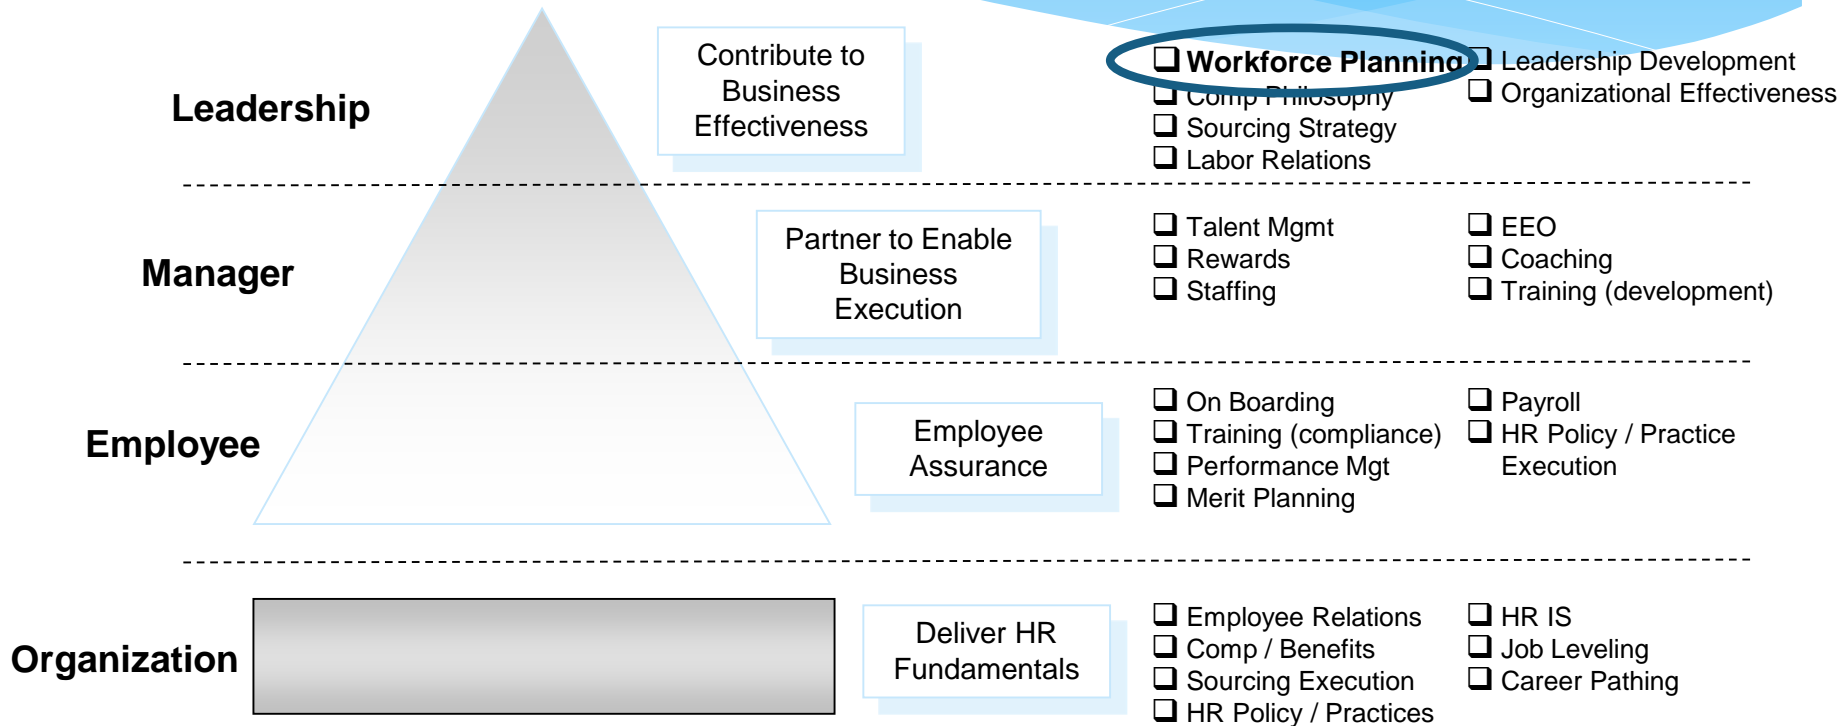 Leadership
Contribute to
Business
Effectiveness
Workforce Planning
Comp Philosophy
Sourcing Strategy
Labor Relations
Leadership Development
Organizational Effectiveness
Manager
Partner to Enable
Business
Execution
Talent Mgmt
Rewards
Staffing
EEO
Coaching
Training (development)
Employee
Employee
Assurance
On Boarding
Training (compliance)
Performance Mgt
Merit Planning
Payroll
HR Policy / Practice
Execution
Organization
Deliver HR
Fundamentals
Employee Relations
Comp / Benefits
Sourcing Execution
HR Policy / Practices
HR IS
Job Leveling
Career Pathing